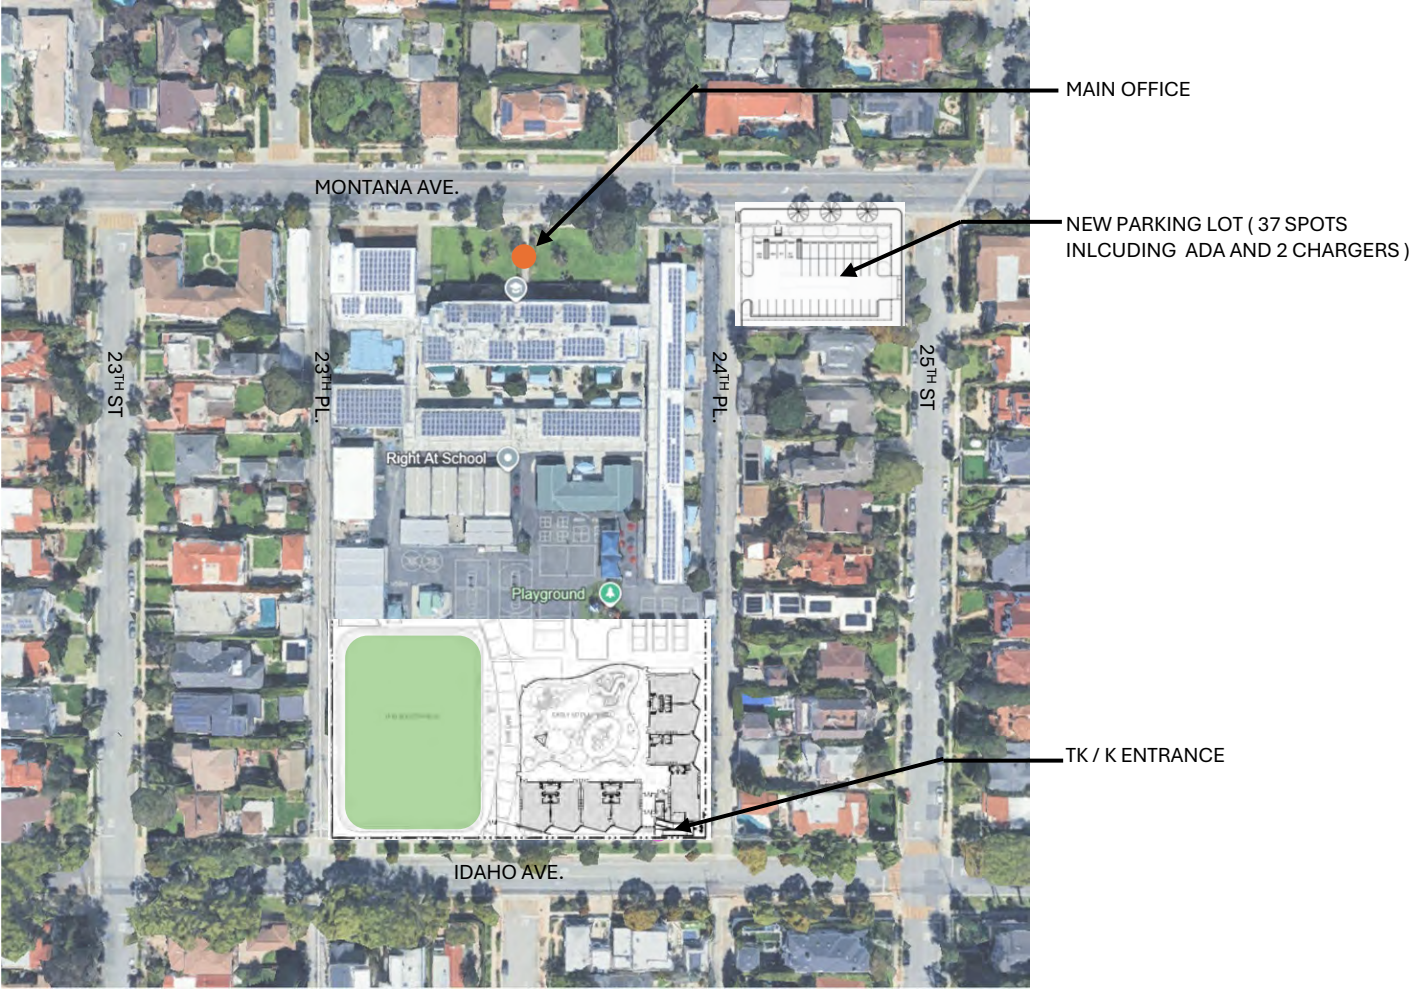 MAIN OFFICE
MONTANA AVE.
NEW PARKING LOT ( 37 SPOTS
INLCUDING ADA AND 2 CHARGERS )
23TH ST
23TH PL.
24TH PL.
25TH ST
Right At School
Playground
TK / K ENTRANCE
IDAHO AVE.